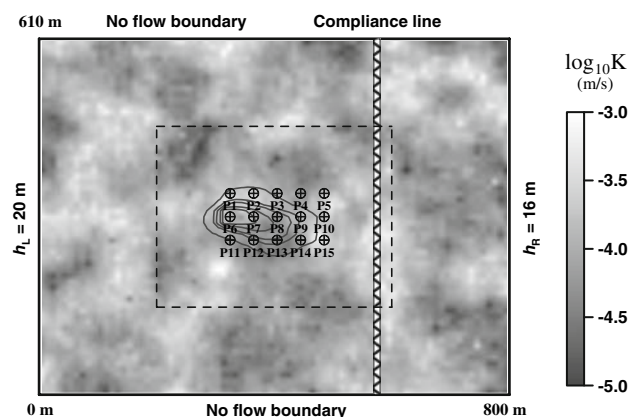 610 m No flow boundary Compliance line
log₁₀K
(m/s)
-3.0
-3.5
-4.0
-4.5
-5.0
h_L = 20 m
P1 P2 P3 P4 P5
P6 P7 P8 P9 P10
P11 P12 P13 P14 P15
h_R = 16 m
0 m No flow boundary 800 m